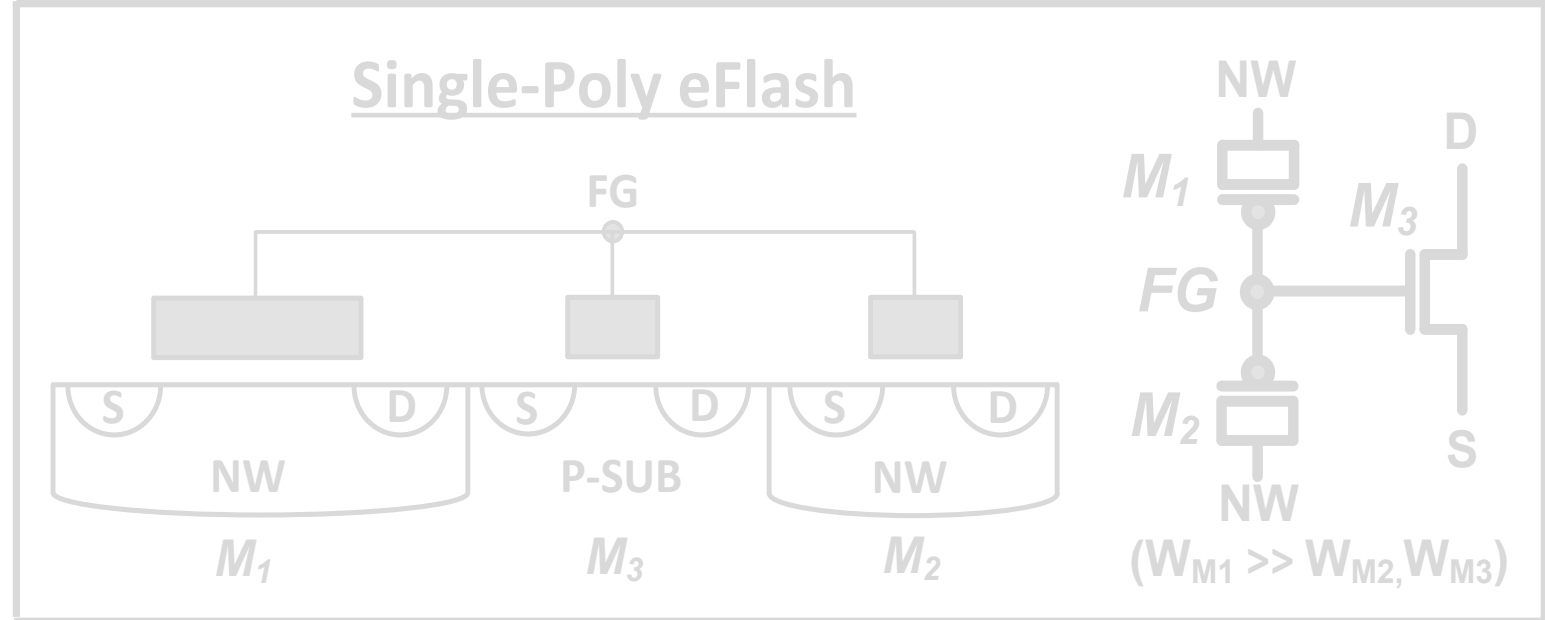 Single-Poly eFlash
FG
S D S D S D
NW P-SUB NW
M1 M3 M2
NW
D
M1
M3
FG
M2
S
NW
(WM1 >> WM2,WM3)